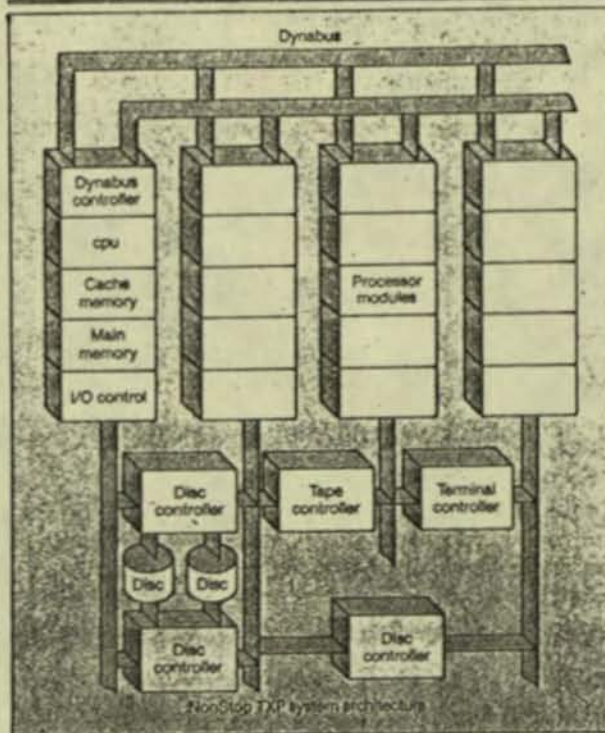 Dynabus
Dynabus
controller
cpu
Cache
memory
Processor
modules
Main
memory
I/O control
Disc
controller
Tape
controller
Terminal
controller
Disc
Disc
Disc
controller
Disc
controller
NonStop TXP system architecture